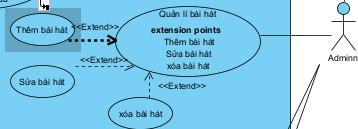 Quản lí bài hát
Thêm bài hát
<<Extend>>
extension points
Thêm bài hát
Sửa bài hát
xóa bài hát
<<Extend>>
Sửa bài hát
<<Extend>>
xóa bài hát
Adminn